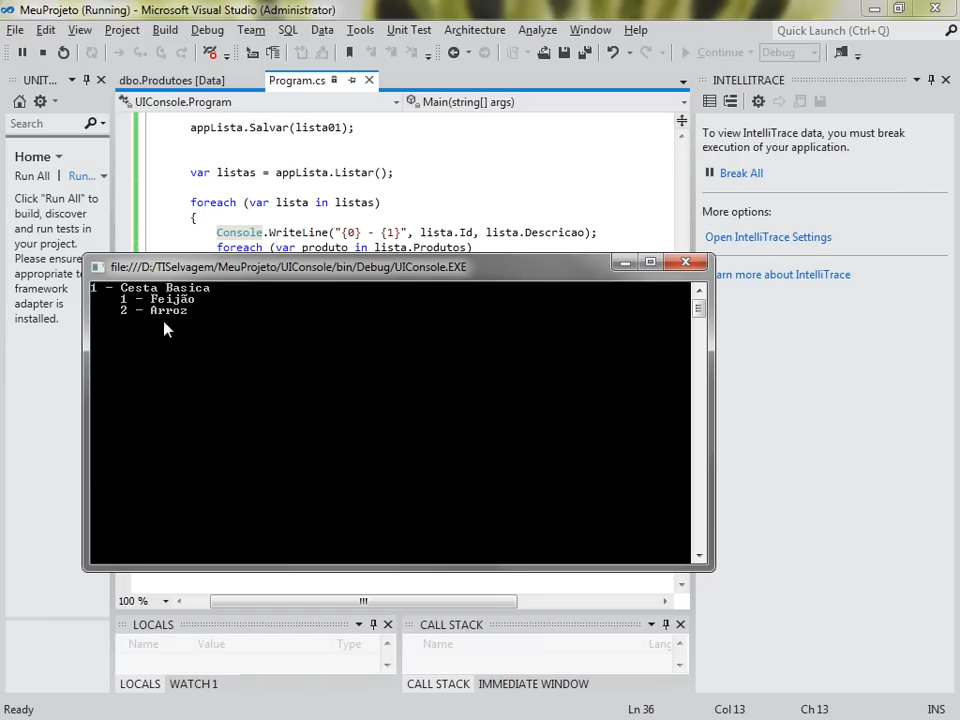 MeuProjeto (Running) - Microsoft Visual Studio (Administrator)
File Edit View Project Build Debug Team SQL Data Tools Unit Test Architecture Analyze Window Help
Quick Launch (Ctrl+Q)
Continue Debug
UNIT...
dbo.Produtoes [Data]
Program.cs
INTELLITRACE
UIConsole.Program
Main(string[] args)
Search
Home
Run All
Run...
Click "Run All" to
build, discover
and run tests in
your project.
Please ensure
appropriate t
framework
adapter is
installed.
appLista.Salvar(lista01);
var listas = appLista.Listar();
foreach (var lista in listas)
{
Console.WriteLine("{0} - {1}", lista.Id, lista.Descricao);
foreach (var produto in lista.Produtos)
To view IntelliTrace data, you must break
execution of your application.
Break All
More options:
Open IntelliTrace Settings
earn more about IntelliTrace
file:///D:/TISelvagem/MeuProjeto/UIConsole/bin/Debug/UIConsole.EXE
1 - Cesta Basica
1 - Feijão
2 - Arroz
100 %
LOCALS
Name Value Type
CALL STACK
Name Lang
LOCALS WATCH 1
CALL STACK IMMEDIATE WINDOW
Ready Ln 36 Col 13 Ch 13 INS